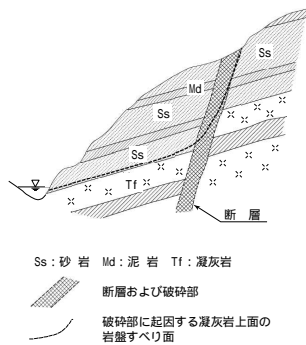 Ss
Md
Ss
Ss
Tf
断層
Ss：砂 岩 Md：泥 岩 Tf：凝灰岩
断層および破砕部
破砕部に起因する凝灰岩上面の
岩盤すべり面